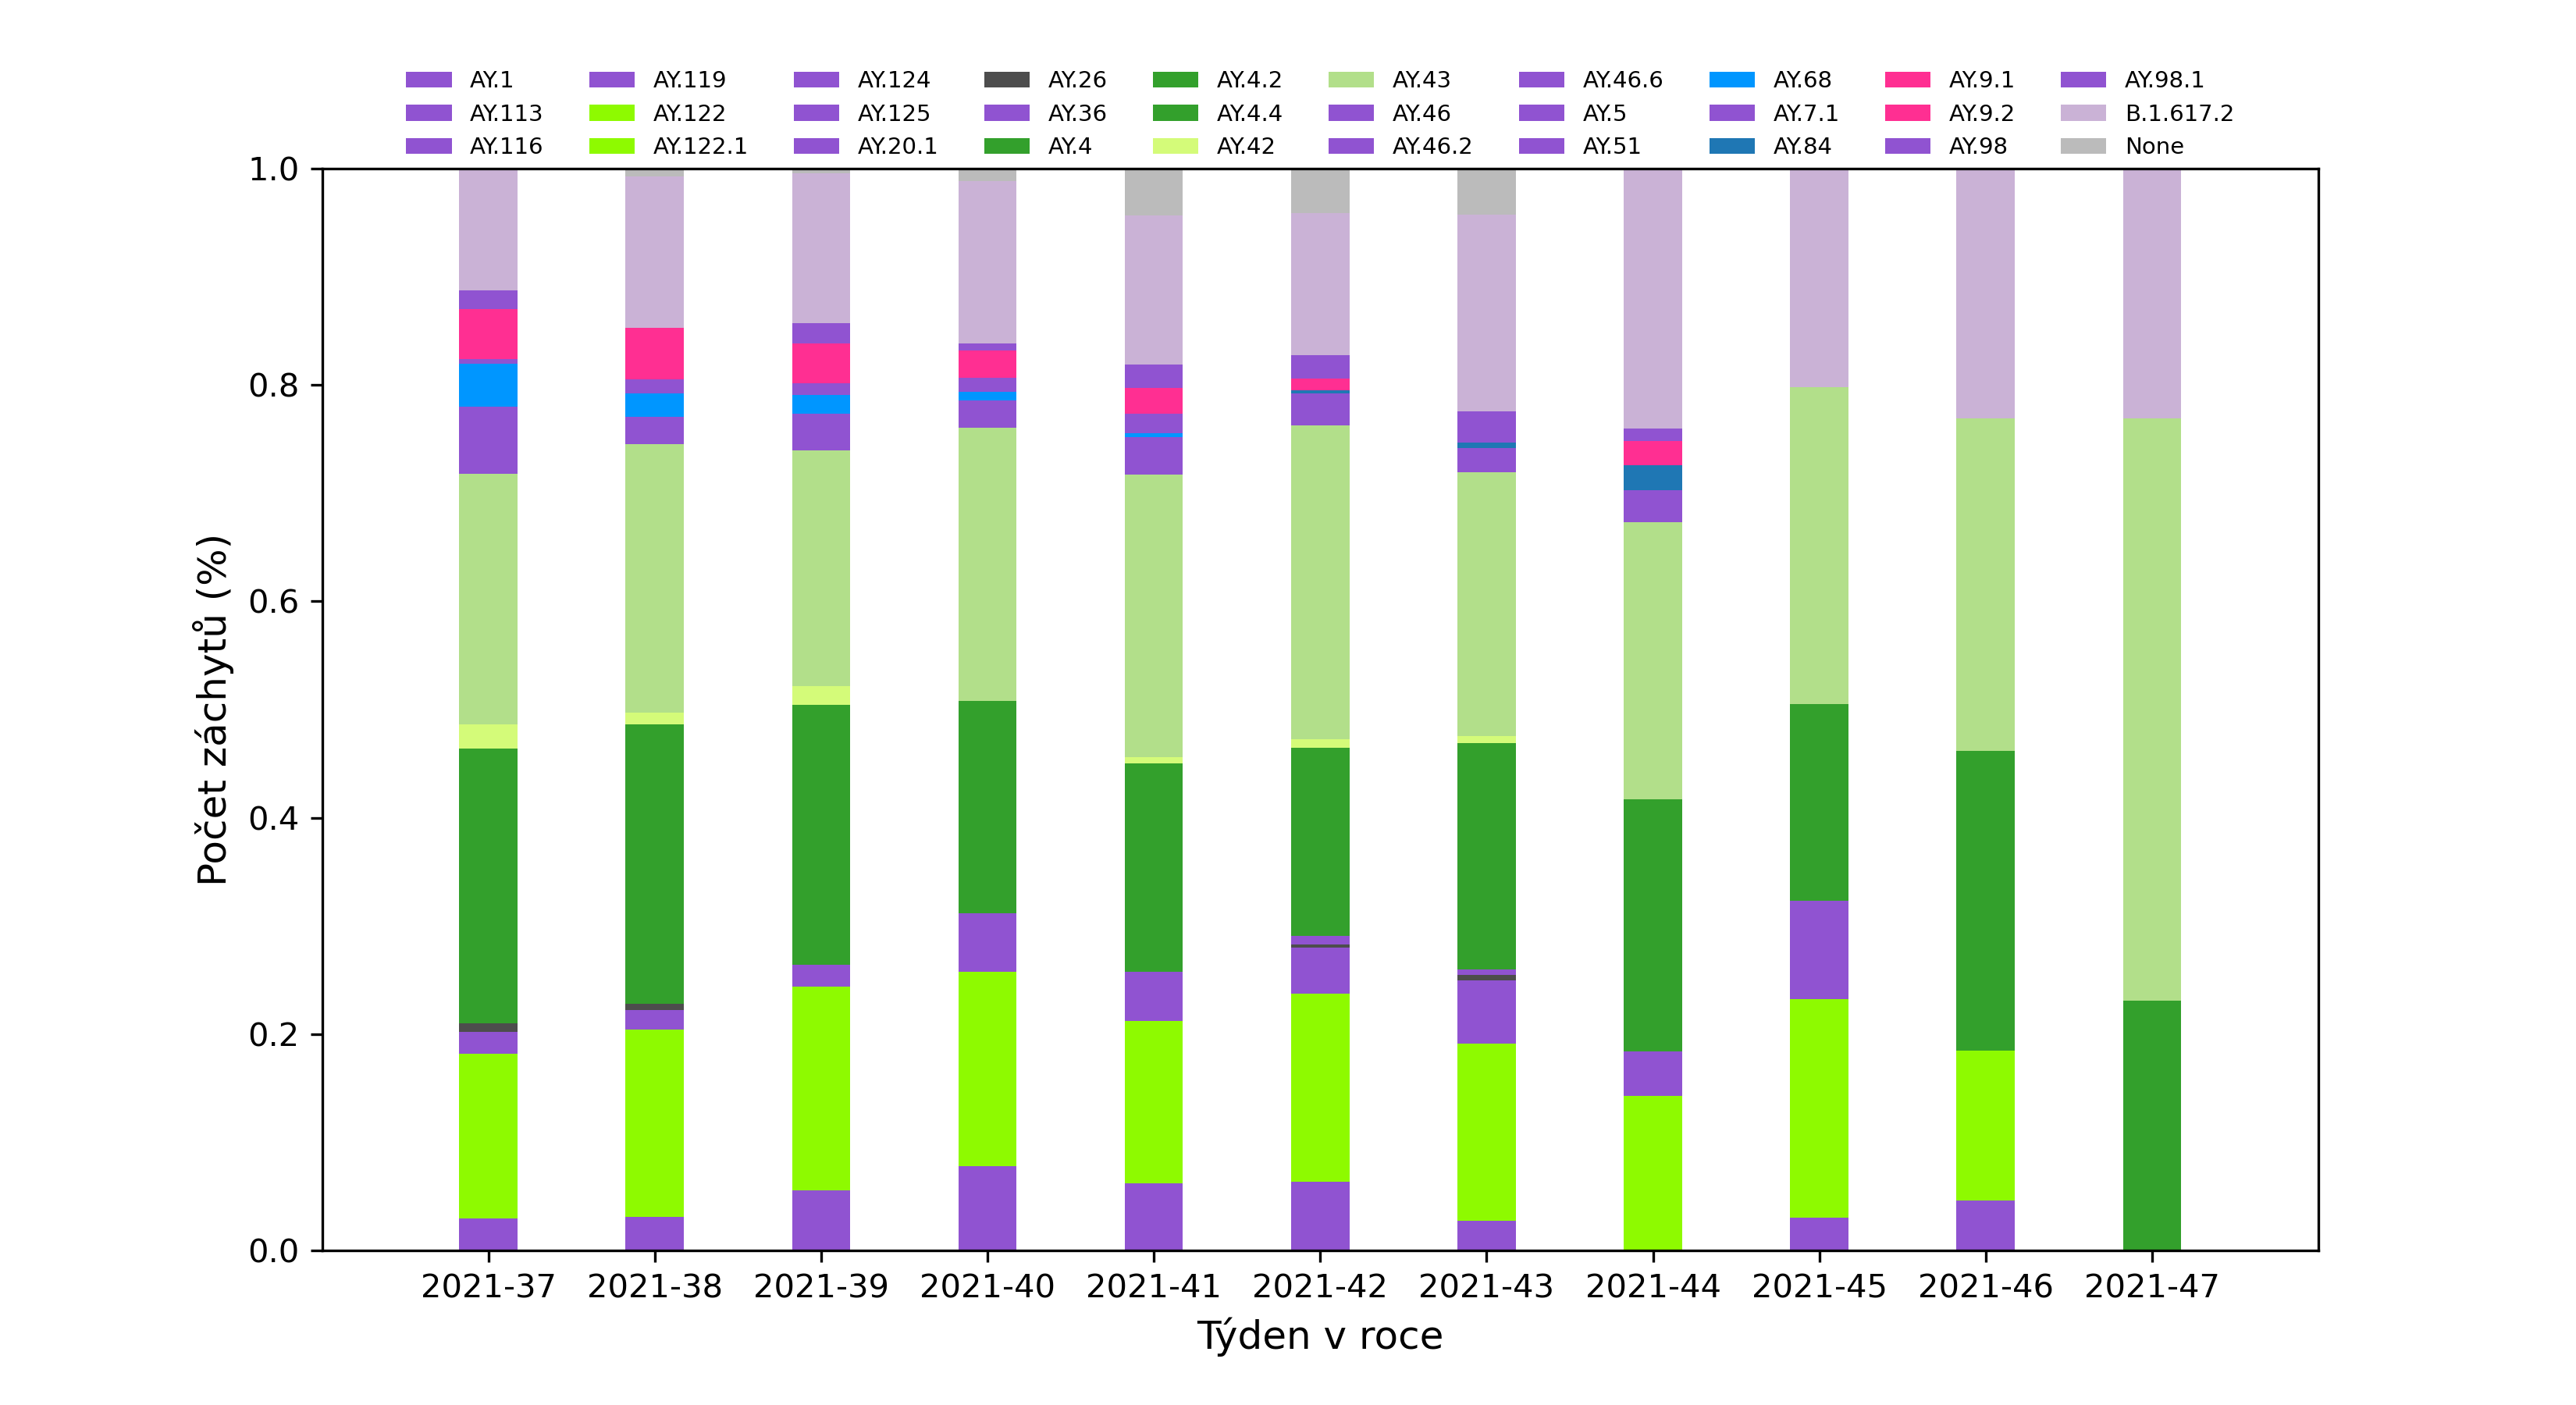 AY.1 AY.119 AY.124 AY.26 AY.4.2 AY.43 AY.46.6 AY.68 AY.9.1 AY.98.1
AY.113 AY.122 AY.125 AY.36 AY.4.4 AY.46 AY.5 AY.7.1 AY.9.2 B.1.617.2
AY.116 AY.122.1 AY.20.1 AY.4 AY.42 AY.46.2 AY.51 AY.84 AY.98 None
1.0
0.8
0.6
0.4
0.2
0.0
Počet záchytů (%)
2021-37 2021-38 2021-39 2021-40 2021-41 2021-42 2021-43 2021-44 2021-45 2021-46 2021-47
Týden v roce